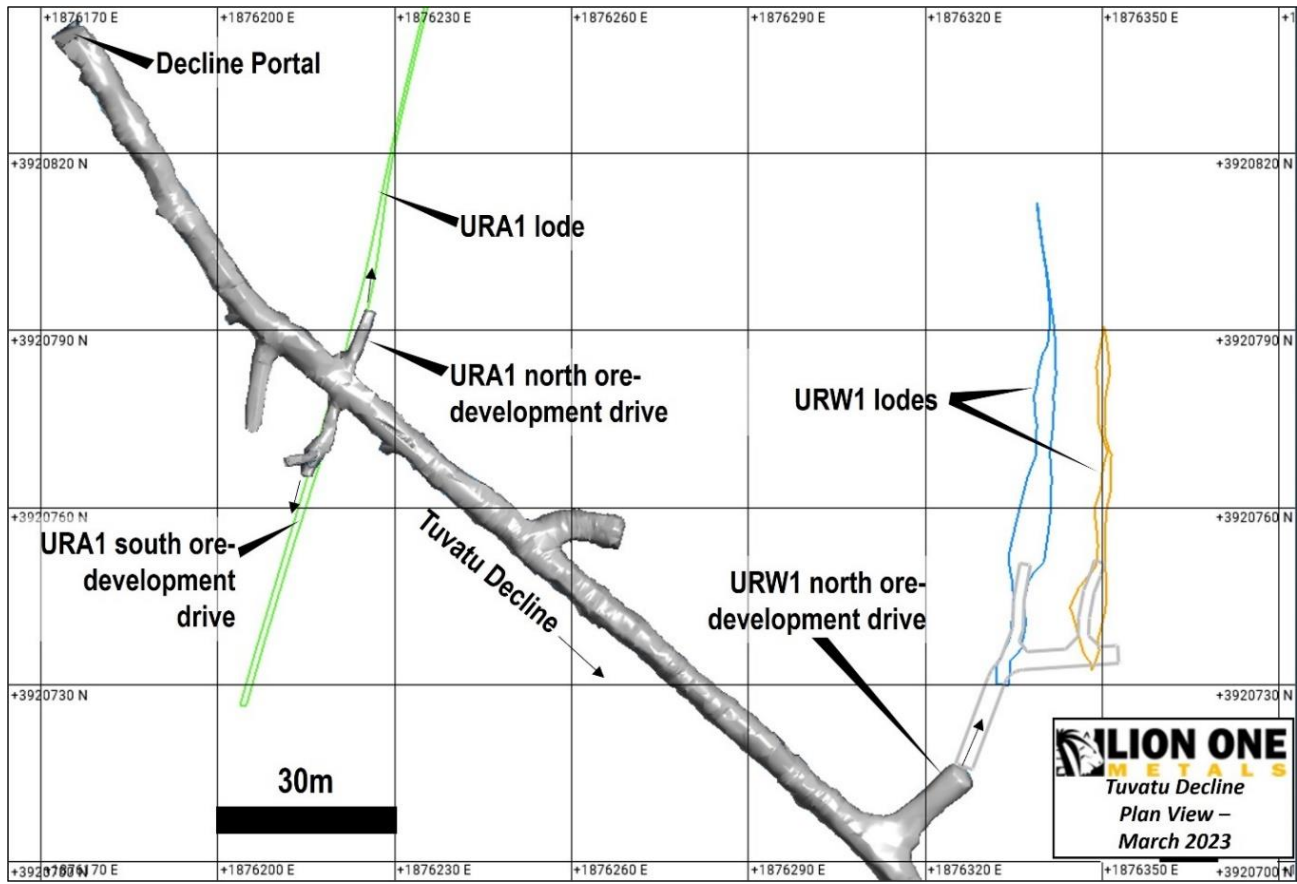 +1876170 E
+1876200 E
+1876230 E
+1876260 E
+1876290 E
+1876320 E
+1876350 E
Decline Portal
+3920820 N
+3920820 N
URA1 lode
+3920790 N
+3920790 N
URA1 north ore-
development drive
URW1 lodes
+3920760 N
+3920760 N
URA1 south ore-
development
drive
Tuvatu Decline
URW1 north ore-
development drive
+3920730 N
+3920730 N
30m
LION ONE
METALS
Tuvatu Decline
Plan View –
March 2023
+1876170 E
+1876200 E
+1876230 E
+1876260 E
+1876290 E
+1876320 E
+1876350 E
+3920700 N